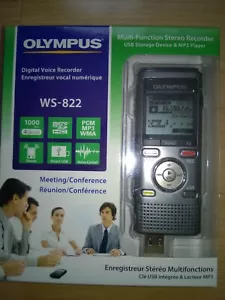 Multi-Function Stereo Recorder
USB Storage Device & MP3 Player
OLYMPUS
Digital Voice Recorder
Enregistreur vocal numérique
WS-822
1000
PCM
MP3
WMA
Meeting/Conference
Réunion/Conférence
Enregistreur Stéréo Multifonctions
Clé USB intégrée & Lecteur MP3